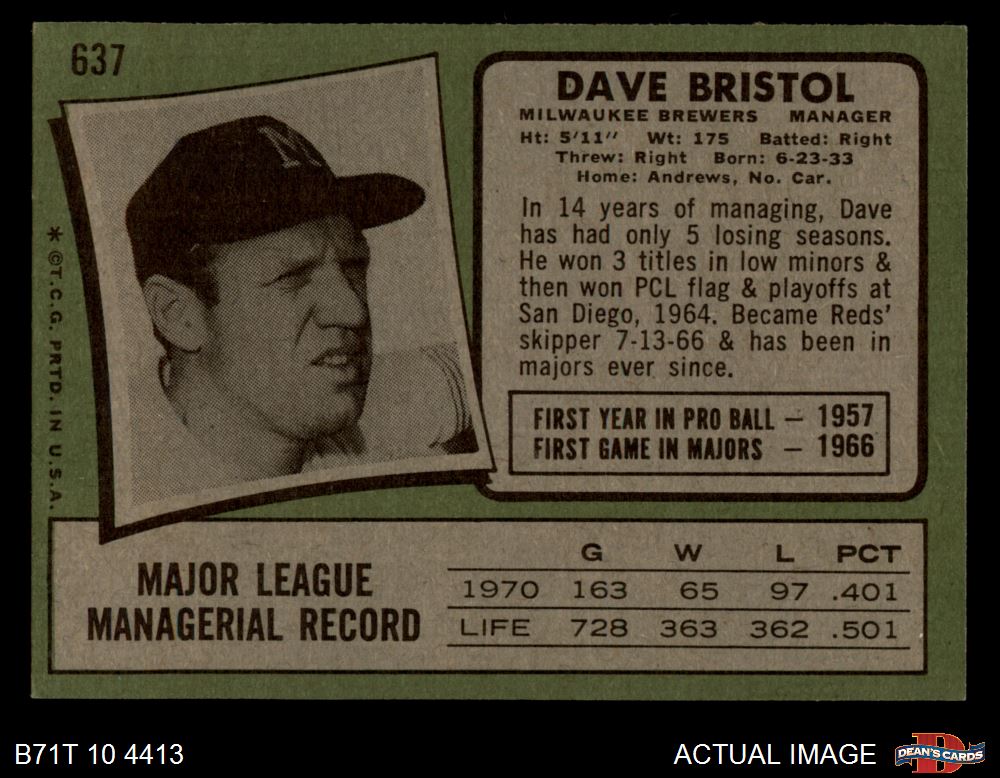 637
DAVE BRISTOL
MILWAUKEE BREWERS MANAGER
Ht: 5'11" Wt: 175 Batted: Right
Threw: Right Born: 6-23-33
Home: Andrews, No. Car.
In 14 years of managing, Dave
has had only 5 losing seasons.
He won 3 titles in low minors &
then won PCL flag & playoffs at
San Diego, 1964. Became Reds'
skipper 7-13-66 & has been in
majors ever since.
FIRST YEAR IN PRO BALL — 1957
FIRST GAME IN MAJORS — 1966
* ©T.C.G. PRTD. IN U.S.A.
MAJOR LEAGUE
MANAGERIAL RECORD
G W L PCT
1970 163 65 97 .401
LIFE 728 363 362 .501
B71T 10 4413
ACTUAL IMAGE
D
DEAN'S CARDS